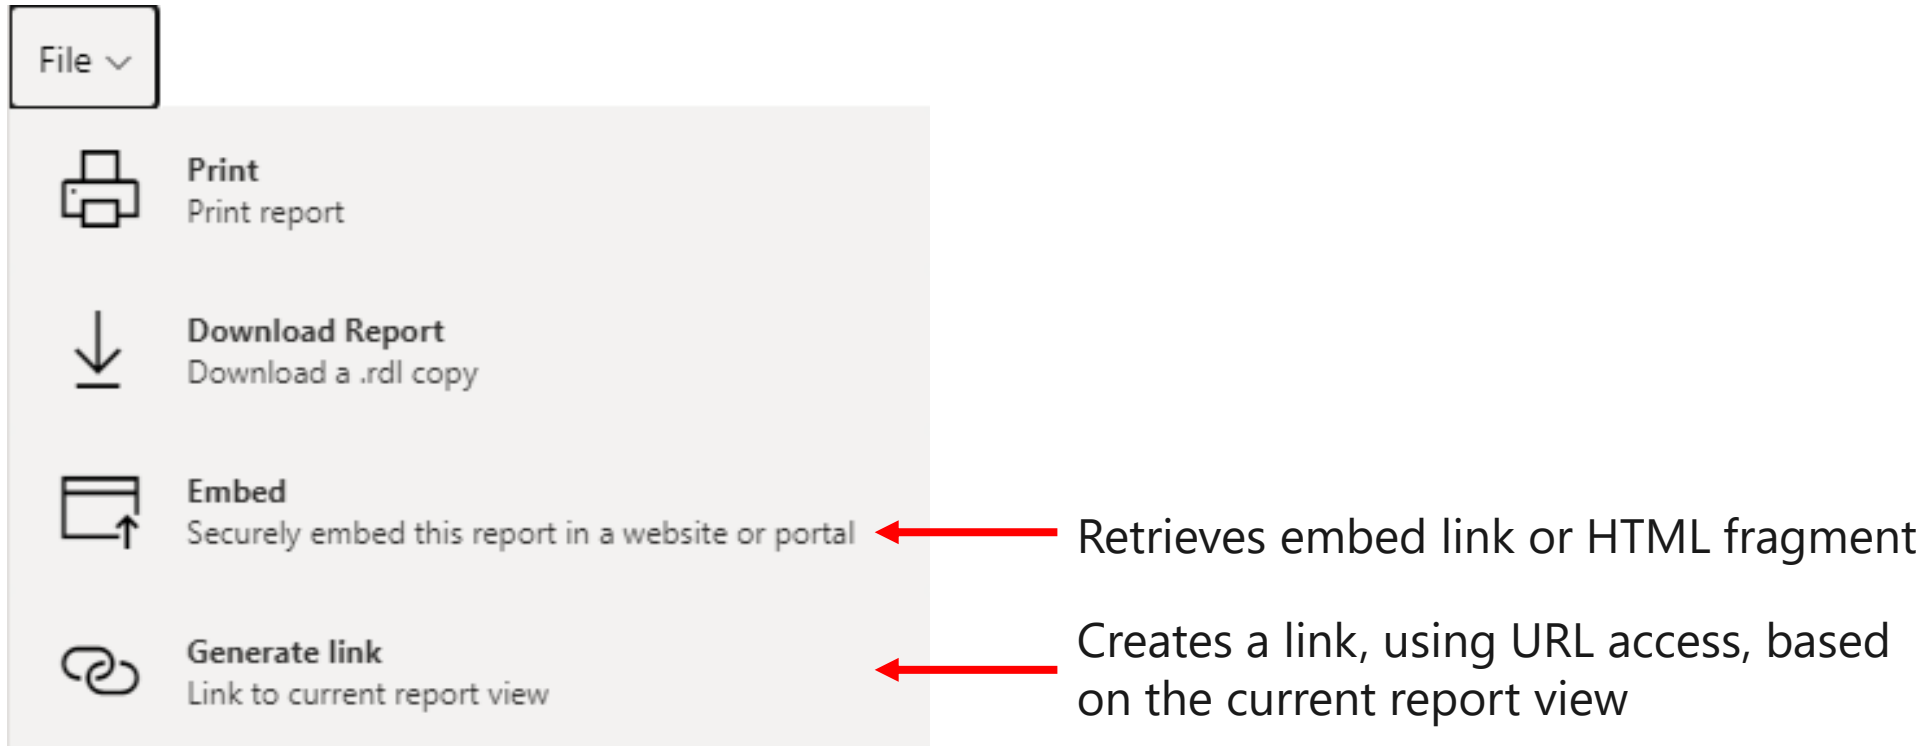 File
Print
Print report
Download Report
Download a .rdl copy
Embed
Securely embed this report in a website or portal
Retrieves embed link or HTML fragment
Generate link
Link to current report view
Creates a link, using URL access, based
on the current report view